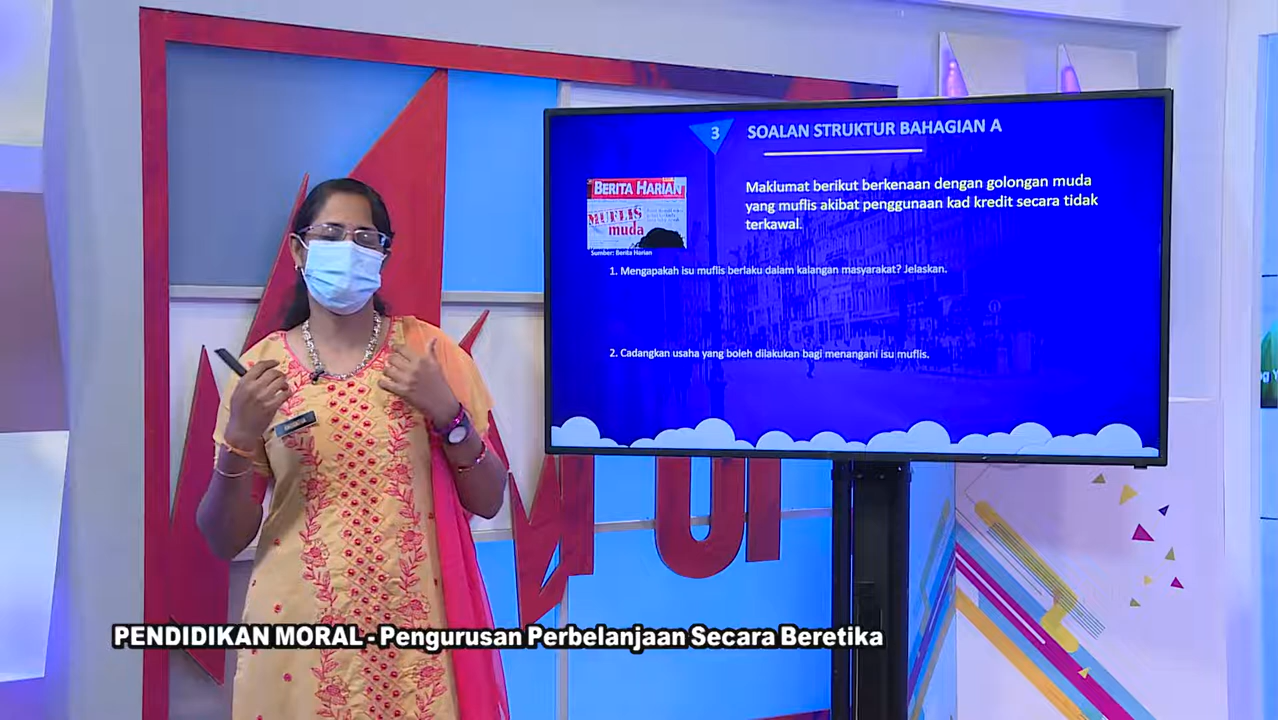 3 SOALAN STRUKTUR BAHAGIAN A
BERITA HARIAN
MUFLIS
muda
Sumber: Berita Harian
Maklumat berikut berkenaan dengan golongan muda
yang muflis akibat penggunaan kad kredit secara tidak
terkawal.
1. Mengapakah isu muflis berlaku dalam kalangan masyarakat? Jelaskan.
2. Cadangkan usaha yang boleh dilakukan bagi menangani isu muflis.
PENDIDIKAN MORAL - Pengurusan Perbelanjaan Secara Beretika